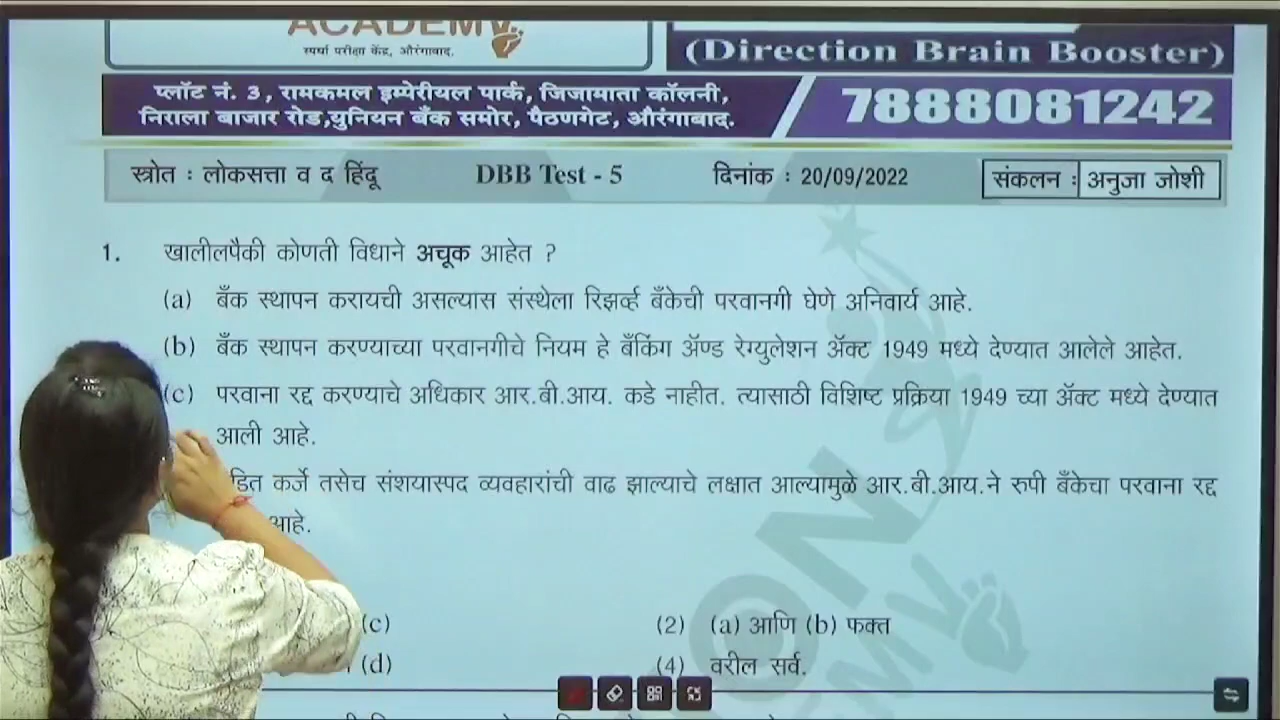 ACADEMY
स्पर्धा परीक्षा केंद्र, औरंगाबाद.
(Direction Brain Booster)
प्लॉट नं. 3, रामकमल इम्पेरीयल पार्क, जिजामाता कॉलनी,
निराला बाजार रोड,युनियन बँक समोर, पैठणगेट, औरंगाबाद.
7888081242
स्त्रोत : लोकसत्ता व द हिंदू DBB Test - 5 दिनांक : 20/09/2022 संकलन : अनुजा जोशी
1. खालीलपैकी कोणती विधाने अचूक आहेत ?
(a) बँक स्थापन करायची असल्यास संस्थेला रिझर्व्ह बँकेची परवानगी घेणे अनिवार्य आहे.
(b) बँक स्थापन करण्याच्या परवानगीचे नियम हे बँकिंग ॲण्ड रेग्युलेशन ॲक्ट 1949 मध्ये देण्यात आलेले आहेत.
(c) परवाना रद्द करण्याचे अधिकार आर.बी.आय. कडे नाहीत. त्यासाठी विशिष्ट प्रक्रिया 1949 च्या ॲक्ट मध्ये देण्यात
आली आहे.
कर्जे तसेच संशयास्पद व्यवहारांची वाढ झाल्याचे लक्षात आल्यामुळे आर.बी.आय.ने रुपी बँकेचा परवाना रद्द
आहे.
(c) (2) (a) आणि (b) फक्त
(d) (4) वरील सर्व.